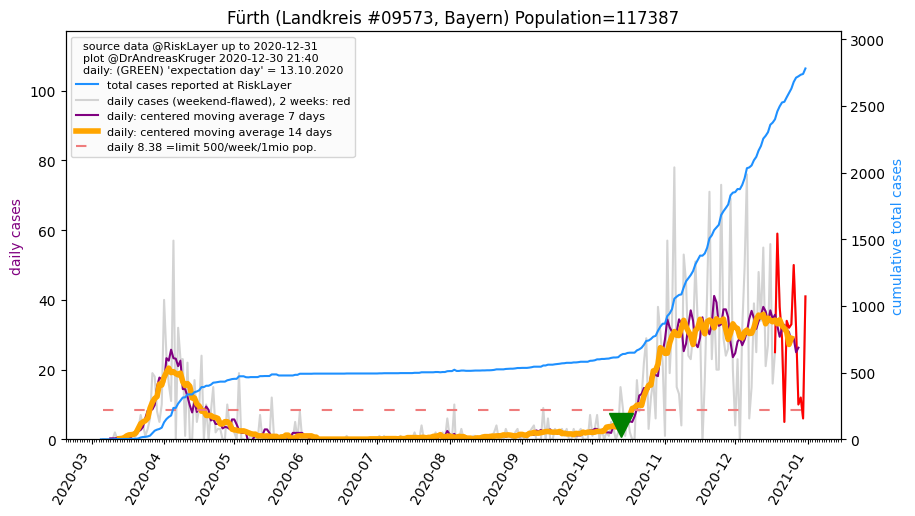 Fürth (Landkreis #09573, Bayern) Population=117387
source data @RiskLayer up to 2020-12-31
plot @DrAndreasKruger 2020-12-30 21:40
daily: (GREEN) 'expectation day' = 13.10.2020
total cases reported at RiskLayer
daily cases (weekend-flawed), 2 weeks: red
daily: centered moving average 7 days
daily: centered moving average 14 days
daily 8.38 =limit 500/week/1mio pop.
daily cases
100
80
60
40
20
0
cumulative total cases
3000
2500
2000
1500
1000
500
0
2020-03
2020-04
2020-05
2020-06
2020-07
2020-08
2020-09
2020-10
2020-11
2020-12
2021-01